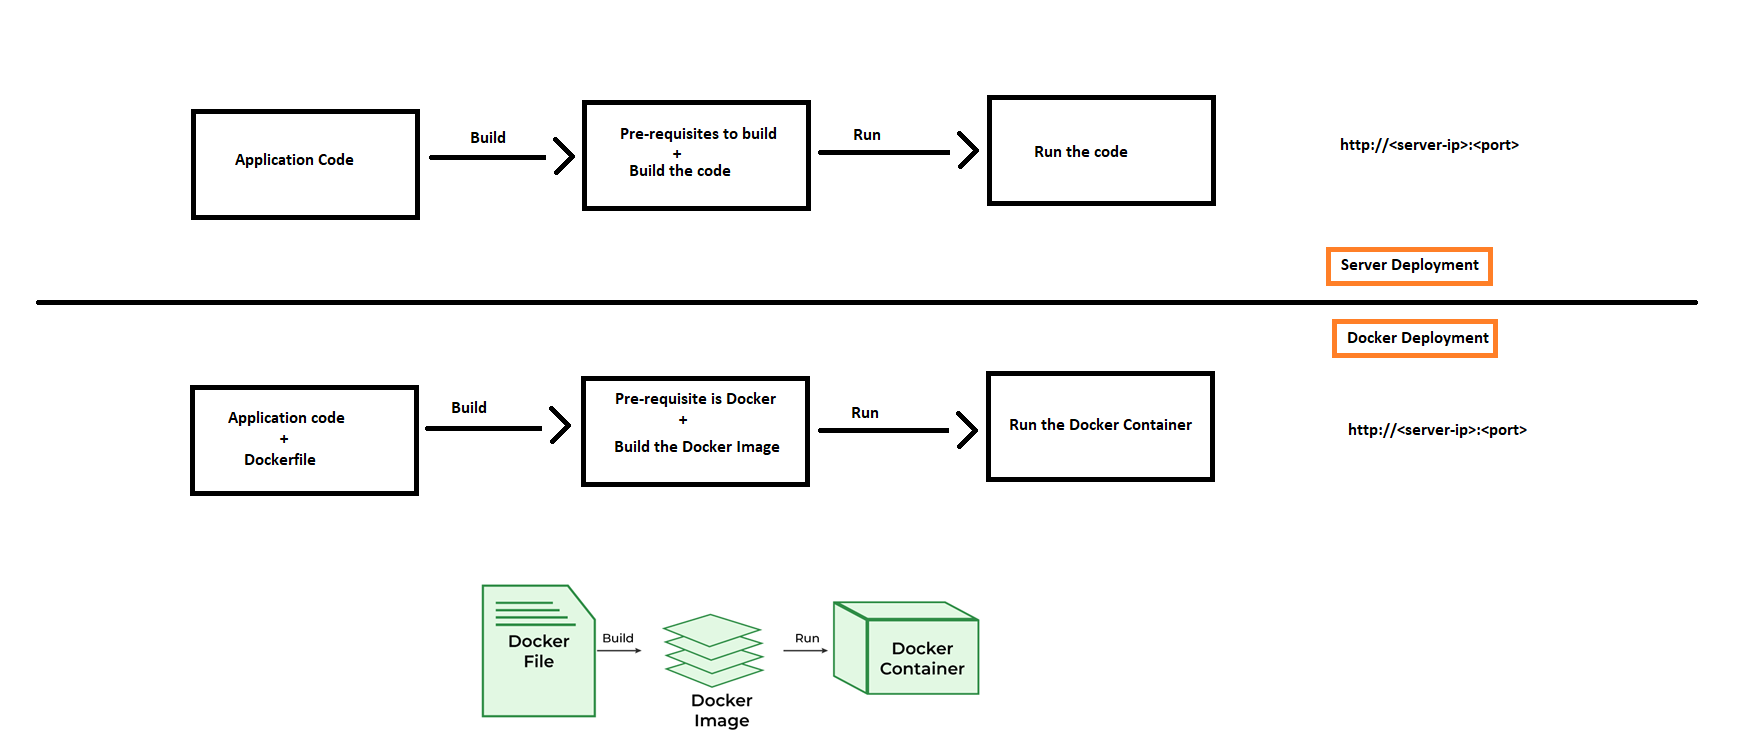 Application Code
Build
Pre-requisites to build
+
Build the code
Run
Run the code
http://<server-ip>:<port>
Server Deployment
Docker Deployment
Application code
+
Dockerfile
Build
Pre-requisite is Docker
+
Build the Docker Image
Run
Run the Docker Container
http://<server-ip>:<port>
Docker
File
Build
Docker
Image
Run
Docker
Container